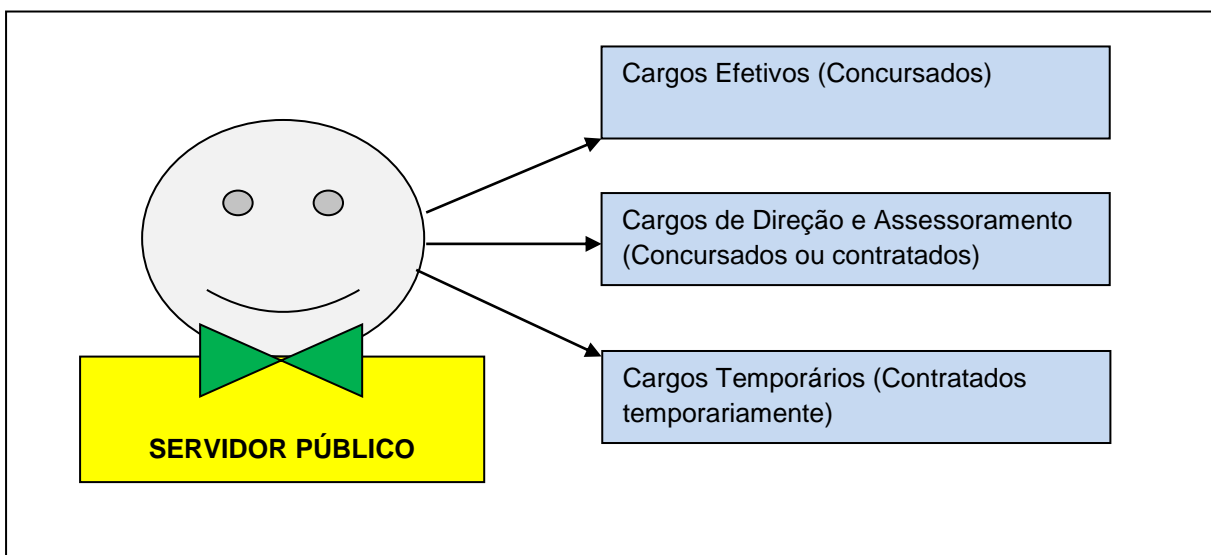 Cargos Efetivos (Concursados)
Cargos de Direção e Assessoramento
(Concursados ou contratados)
Cargos Temporários (Contratados
temporariamente)
SERVIDOR PÚBLICO